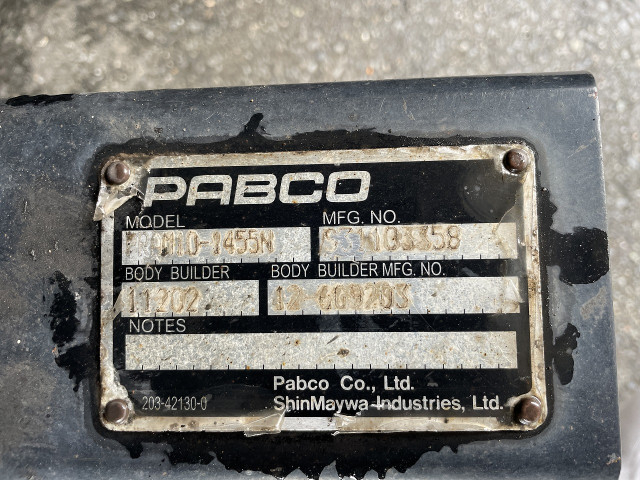 PABCO
MODEL MFG. NO.
BODY BUILDER BODY BUILDER MFG. NO.
11202
NOTES
Pabco Co., Ltd.
203-42130-0 ShinMaywa Industries, Ltd.